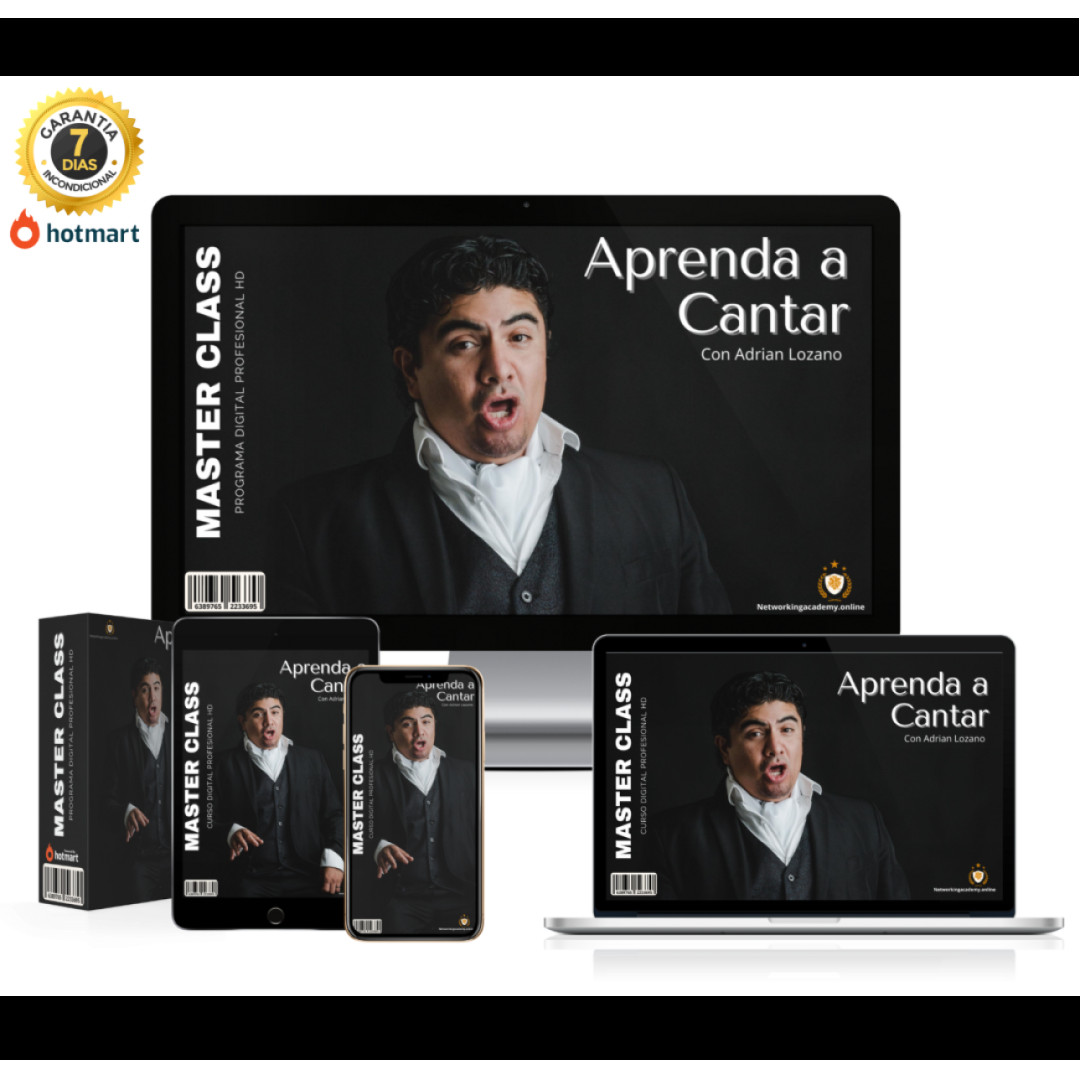 GARANTIA
7
DIAS
INCONDICIONAL
hotmart
MASTER CLASS
PROGRAMA DIGITAL PROFESIONAL HD
Aprenda a
Cantar
Con Adrian Lozano
6389765 2233695
Networkingacademy.online
MASTER CLASS
PROGRAMA DIGITAL PROFESIONAL HD
hotmart
MASTER CLASS
CURSO DIGITAL PROFESIONAL HD
Aprenda a
Can
Con Adrian
MASTER CLASS
CURSO DIGITAL PROFESIONAL HD
Aprenda a
Cantar
Con Adrian Lozano
MASTER CLASS
CURSO DIGITAL PROFESIONAL HD
Aprenda a
Cantar
Con Adrian Lozano
Networkingacademy.online